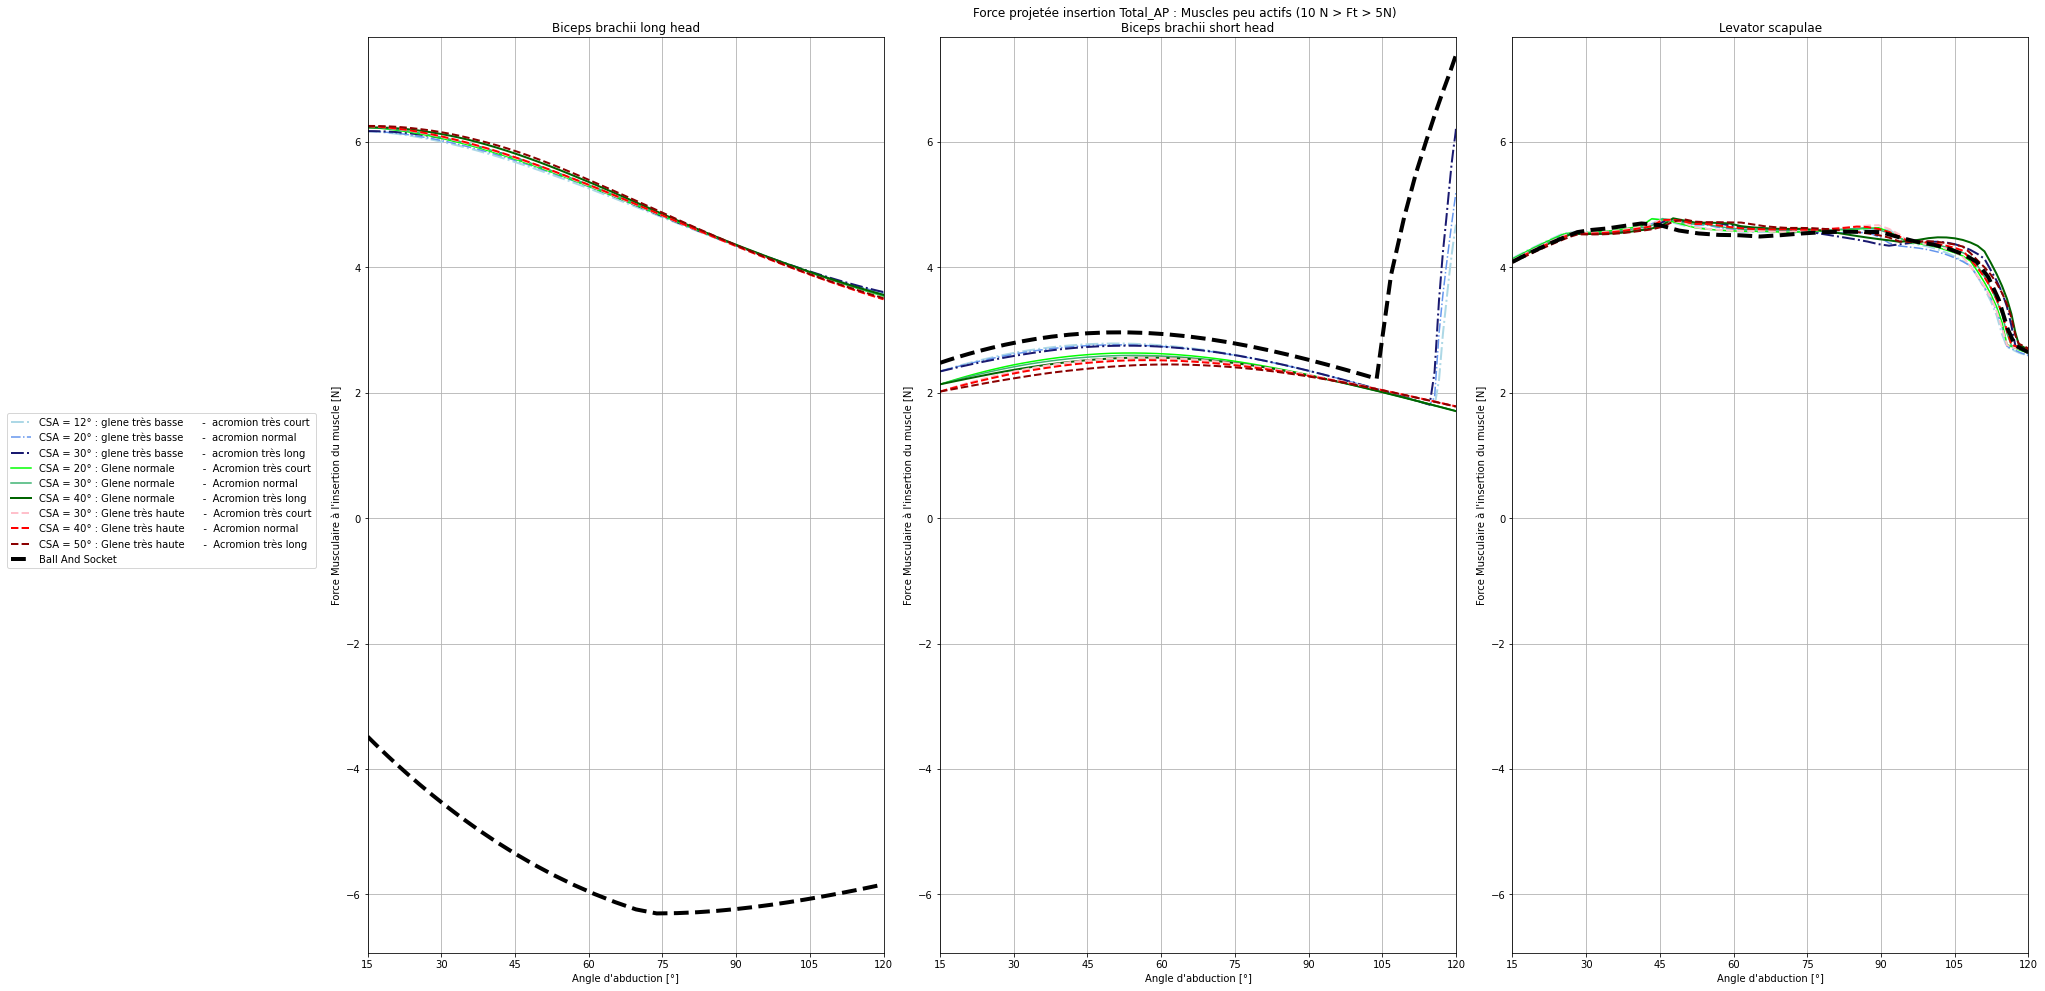 Force projetée insertion Total_AP : Muscles peu actifs (10 N > Ft > 5N)
Biceps brachii long head
Biceps brachii short head
Levator scapulae
CSA = 12° : glene très basse - acromion très court
CSA = 20° : glene très basse - acromion normal
CSA = 30° : glene très basse - acromion très long
CSA = 20° : Glene normale - Acromion très court
CSA = 30° : Glene normale - Acromion normal
CSA = 40° : Glene normale - Acromion très long
CSA = 30° : Glene très haute - Acromion très court
CSA = 40° : Glene très haute - Acromion normal
CSA = 50° : Glene très haute - Acromion très long
Ball And Socket
Force Musculaire à l'insertion du muscle [N]
6
4
2
0
−2
−4
−6
15 30 45 60 75 90 105 120
Angle d'abduction [°]
Force Musculaire à l'insertion du muscle [N]
6
4
2
0
−2
−4
−6
15 30 45 60 75 90 105 120
Angle d'abduction [°]
Force Musculaire à l'insertion du muscle [N]
6
4
2
0
−2
−4
−6
15 30 45 60 75 90 105 120
Angle d'abduction [°]